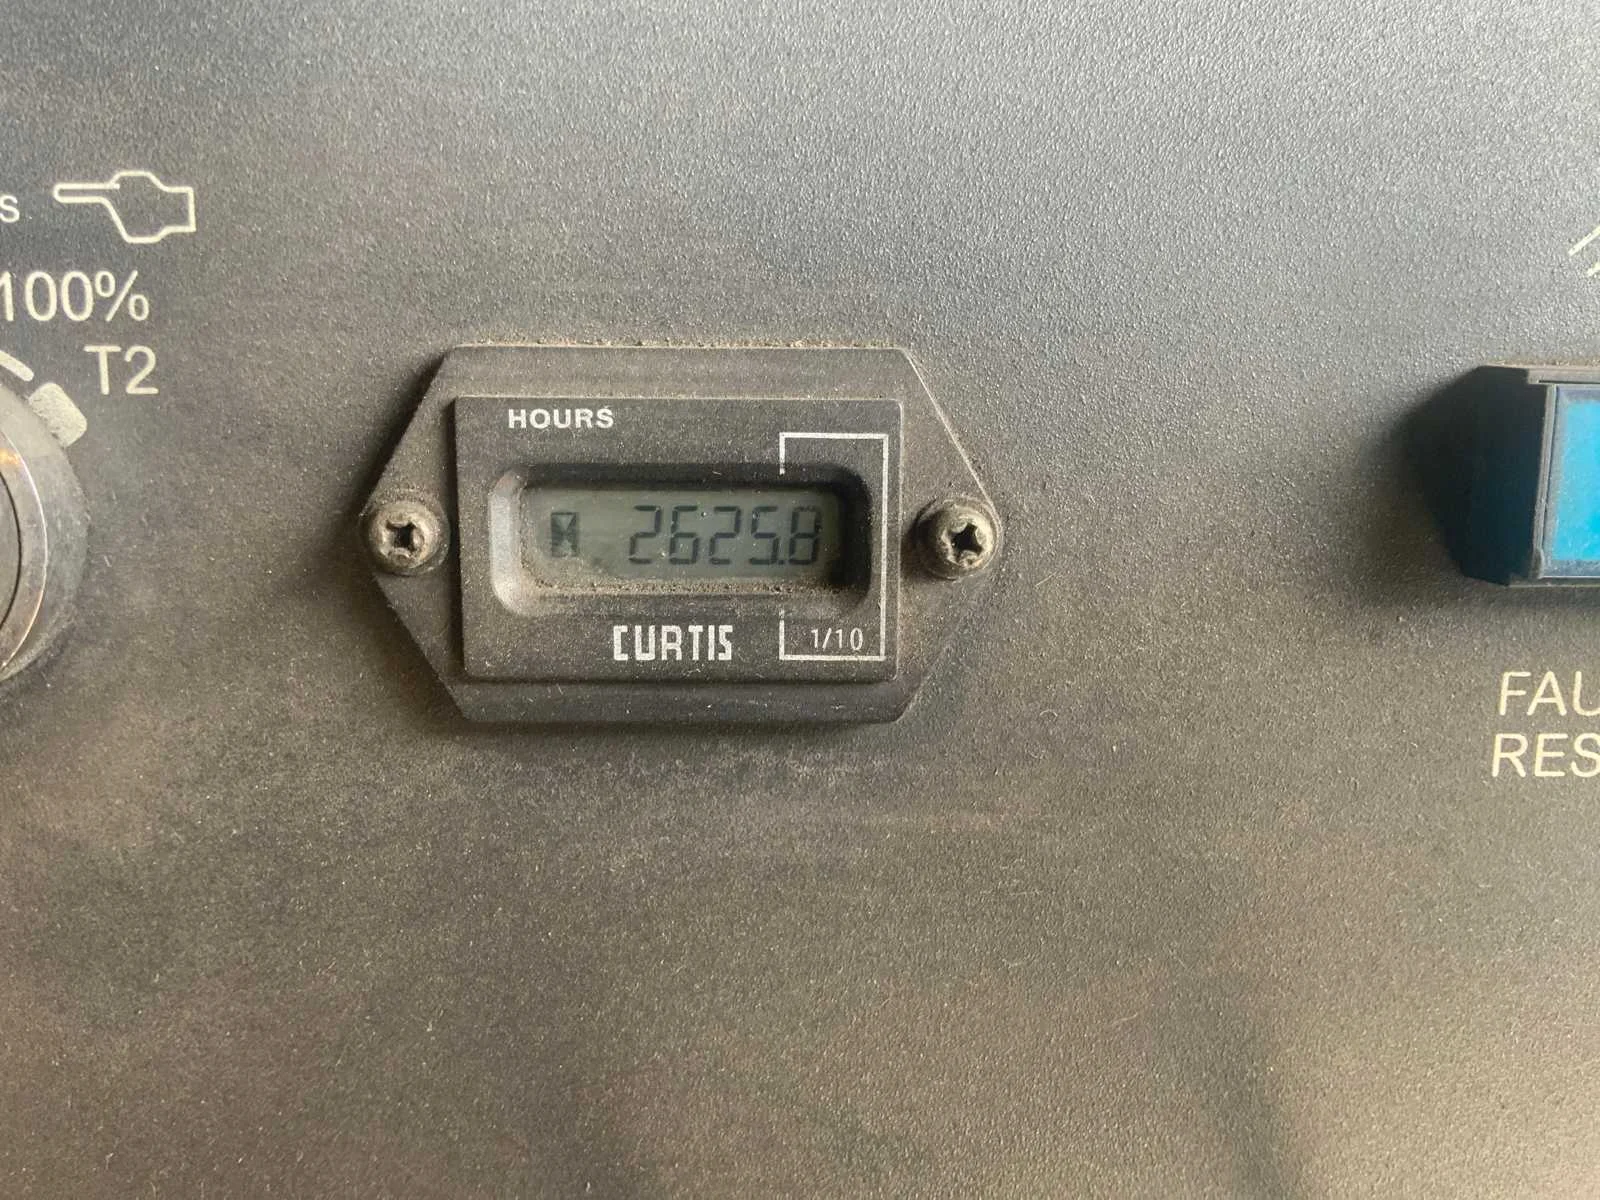 s
100%
T2
HOURS
2625.8
CURTIS
1/10
FAU
RES